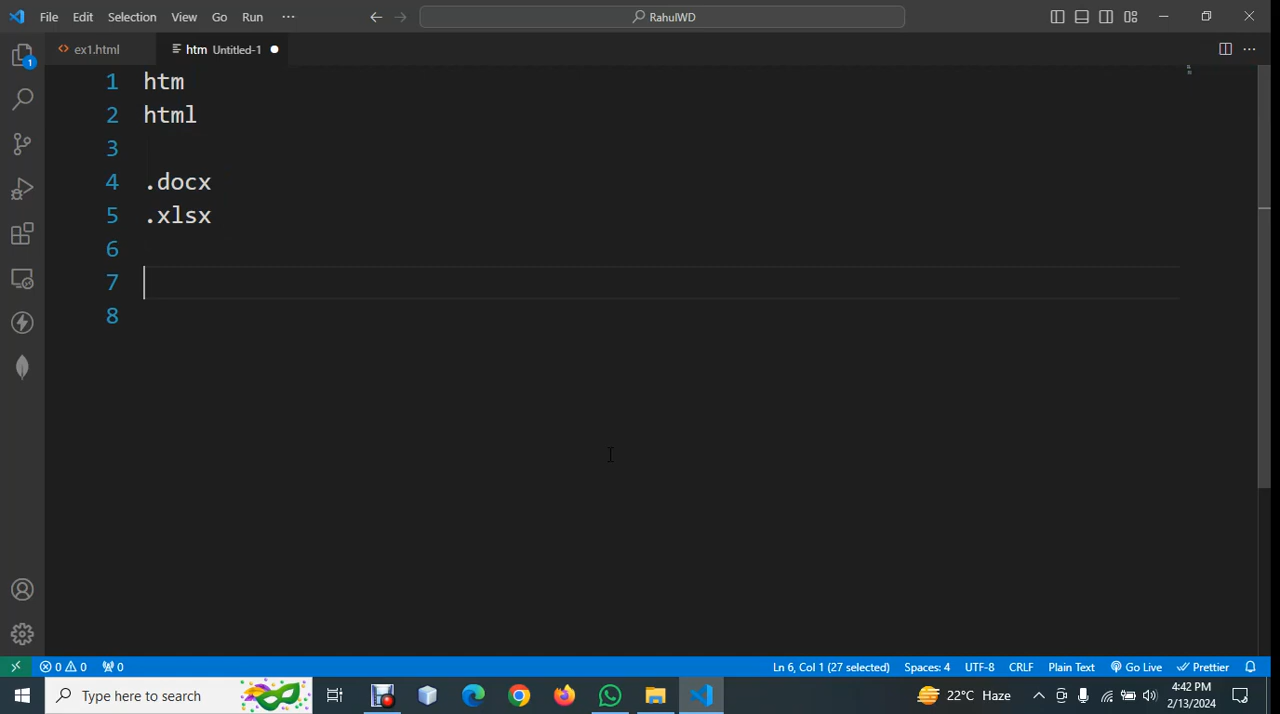 File Edit Selection View Go Run ··· RahulWD
ex1.html htm Untitled-1
1 htm
2 html
3
4 .docx
5 .xlsx
6
7
8
1
0 0 0 Ln 6, Col 1 (27 selected) Spaces: 4 UTF-8 CRLF Plain Text Go Live Prettier
Type here to search 22°C Haze 4:42 PM
2/13/2024